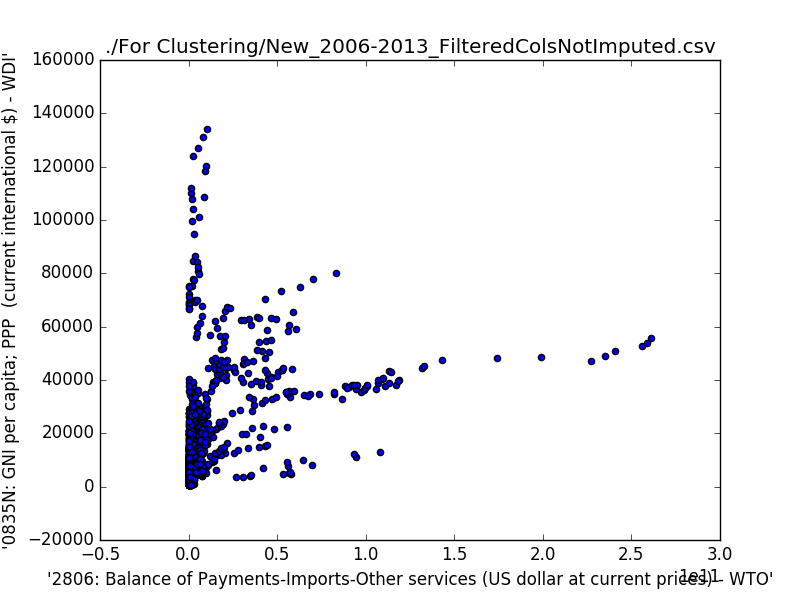 ./For Clustering/New_2006-2013_FilteredColsNotImputed.csv
'0835N: GNI per capita; PPP  (current international $) - WDI'
160000
140000
120000
100000
80000
60000
40000
20000
0
−20000
−0.5 0.0 0.5 1.0 1.5 2.0 2.5 3.0
1e11
'2806: Balance of Payments-Imports-Other services (US dollar at current prices) - WTO'